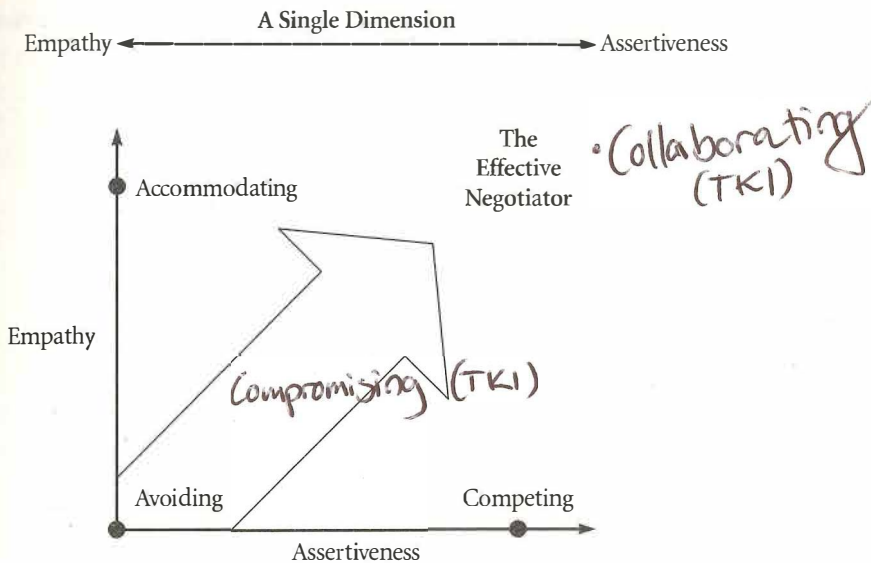 A Single Dimension
Empathy Assertiveness
The
Effective
Negotiator
• Collaborating
(TKI)
Accommodating
Empathy
Compromising (TKI)
Avoiding
Competing
Assertiveness